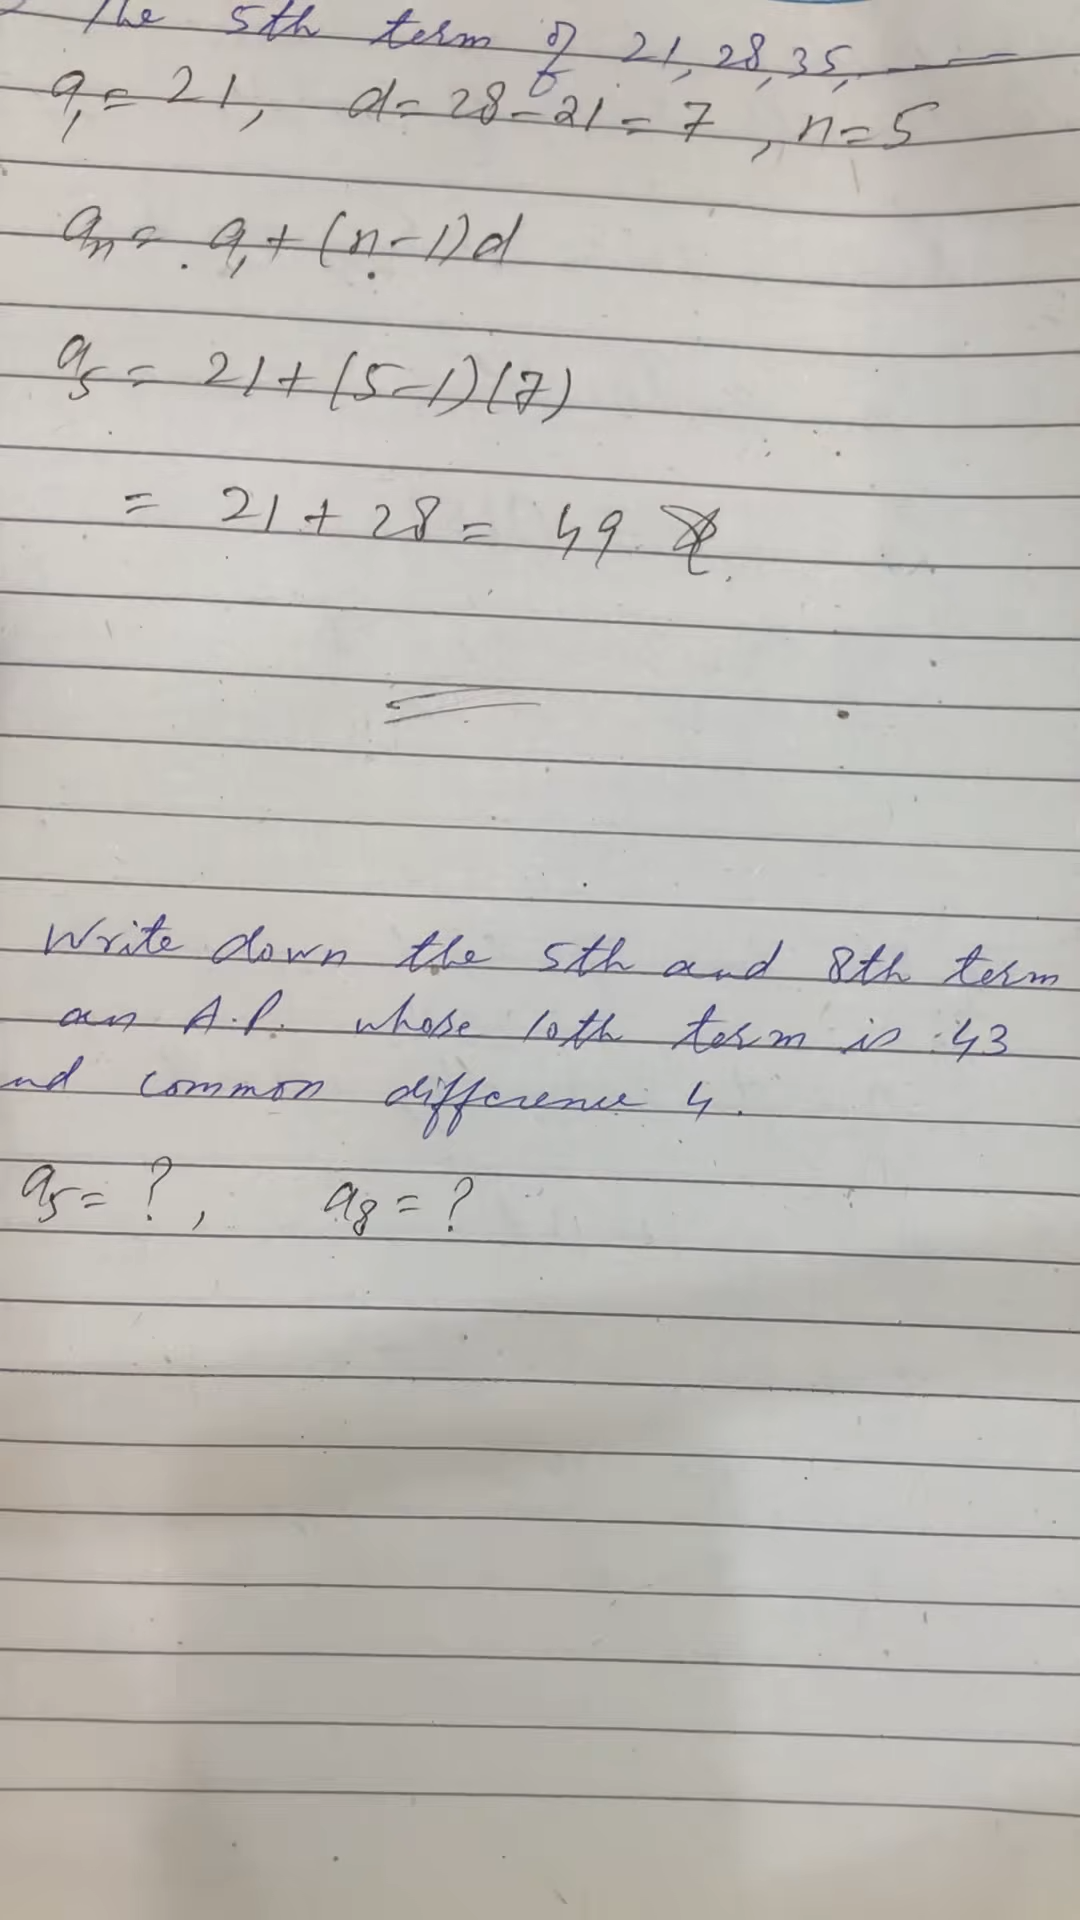 The 5th term of 21, 28, 35, —
a₁ = 21, d = 28 - 21 = 7, n = 5
aₙ = a₁ + (n - 1)d
a₅ = 21 + (5 - 1)(7)
= 21 + 28 = 49
Write down the 5th and 8th term
an A.P. whose 10th term is 43
nd common difference 4.
a₅ = ?, a₈ = ?